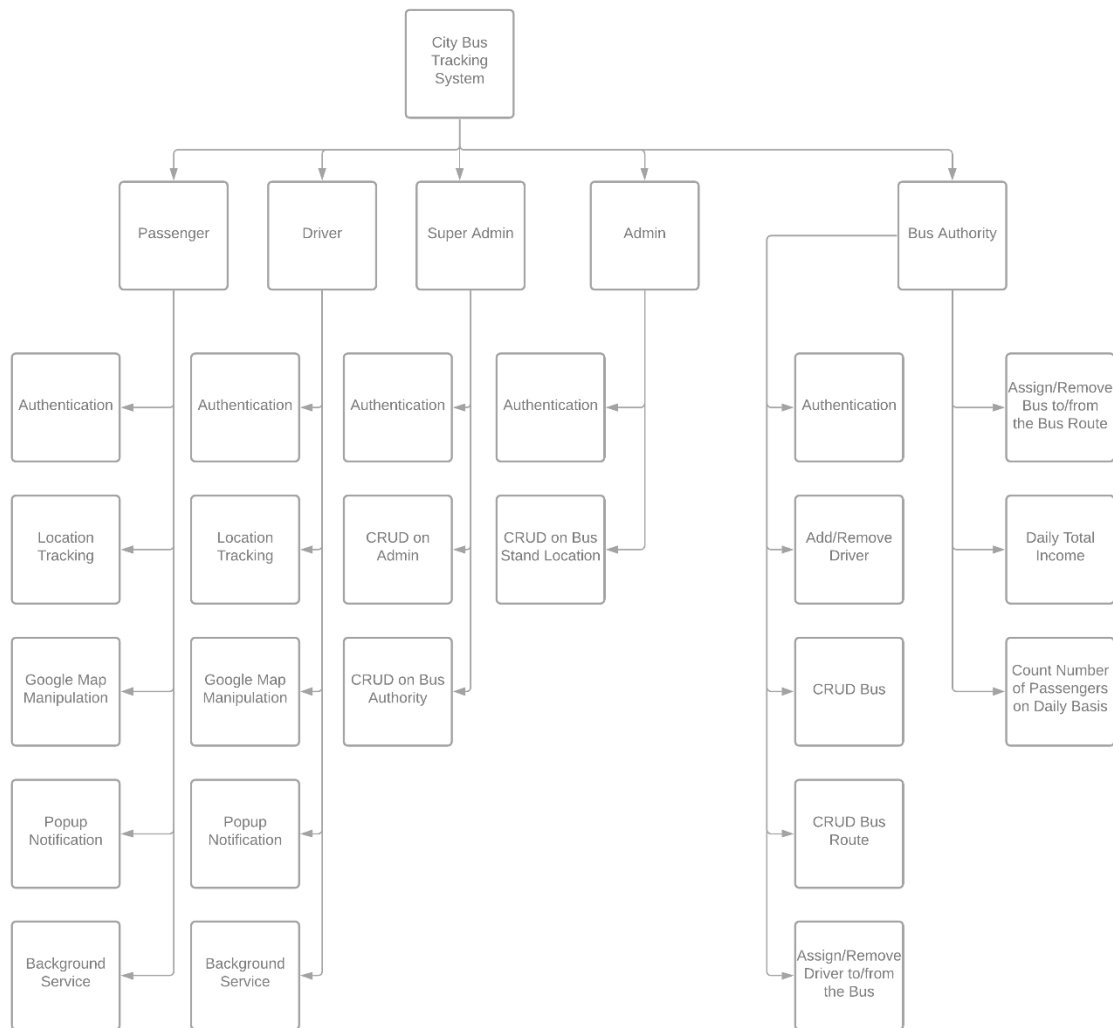 City Bus
Tracking
System
Passenger
Driver
Super Admin
Admin
Bus Authority
Authentication
Authentication
Authentication
Authentication
Authentication
Assign/Remove
Bus to/from
the Bus Route
Location
Tracking
Location
Tracking
CRUD on
Admin
CRUD on Bus
Stand Location
Add/Remove
Driver
Daily Total
Income
Google Map
Manipulation
Google Map
Manipulation
CRUD on Bus
Authority
CRUD Bus
Count Number
of Passengers
on Daily Basis
Popup
Notification
Popup
Notification
CRUD Bus
Route
Background
Service
Background
Service
Assign/Remove
Driver to/from
the Bus